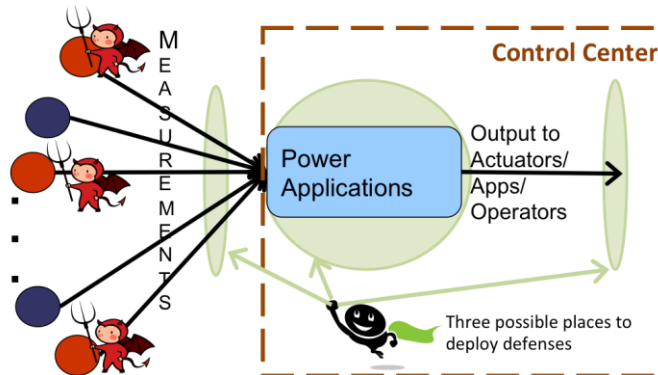 MEASUREMENTS
Control Center
Power
Applications
Output to
Actuators/
Apps/
Operators
Three possible places to
deploy defenses